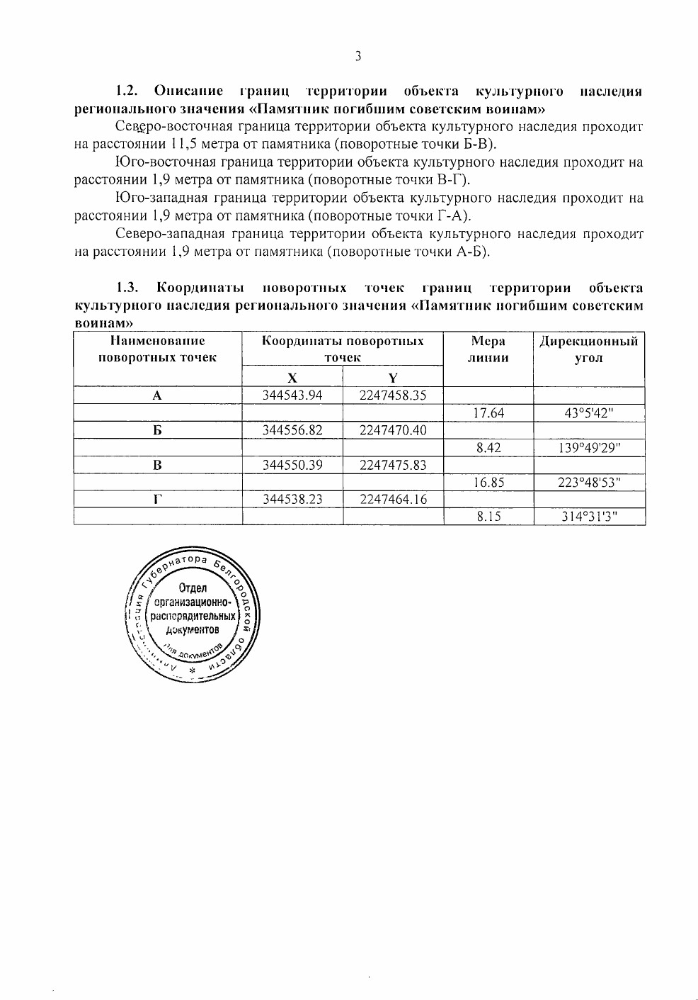 3
1.2. Описание границ территории объекта культурного наследия
регионального значения «Памятник погибшим советским воинам»
Северо-восточная граница территории объекта культурного наследия проходит
на расстоянии 11,5 метра от памятника (поворотные точки Б-В).
Юго-восточная граница территории объекта культурного наследия проходит на
расстоянии 1,9 метра от памятника (поворотные точки В-Г).
Юго-западная граница территории объекта культурного наследия проходит на
расстоянии 1,9 метра от памятника (поворотные точки Г-А).
Северо-западная граница территории объекта культурного наследия проходит
на расстоянии 1,9 метра от памятника (поворотные точки А-Б).
1.3. Координаты поворотных точек границ территории объекта
культурного наследия регионального значения «Памятник погибшим советским
воинам»
Наименование Координаты поворотных Мера Дирекционный
поворотных точек точек линии угол
X Y
А 344543.94 2247458.35
17.64 43°5'42"
Б 344556.82 2247470.40
8.42 139°49'29"
В 344550.39 2247475.83
16.85 223°48'53"
Г 344538.23 2247464.16
8.15 314°31'3"
Губернатора Белгородской области
Отдел
организационно-
распорядительных
документов
для документов